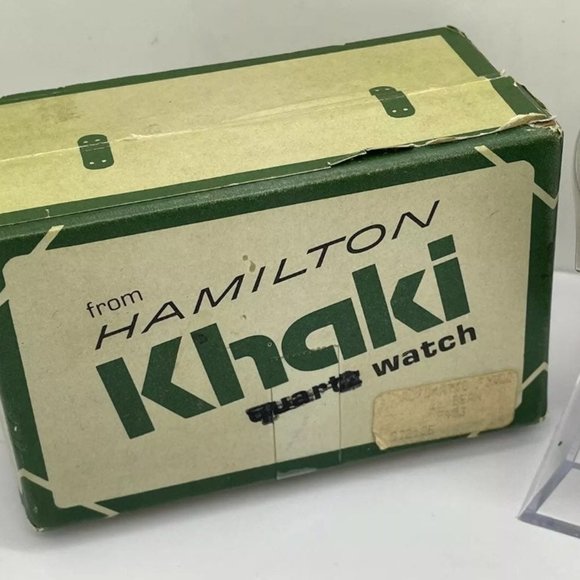 from
HAMILTON
Khaki
quartz watch